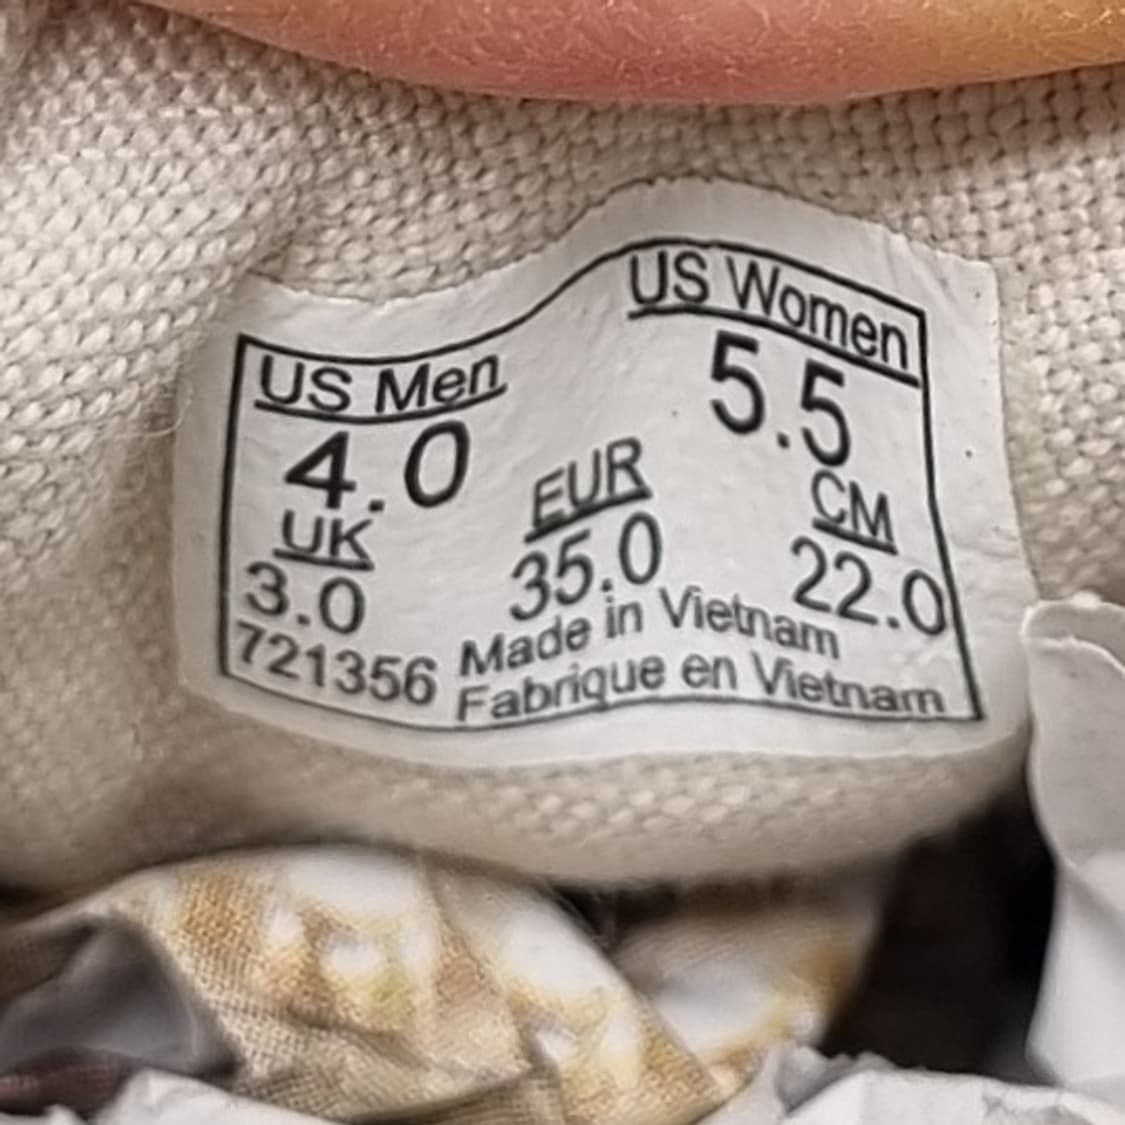 US Men
US Women
4.0
5.5
UK
EUR
CM
3.0
35.0
22.0
721356
Made in Vietnam
Fabrique en Vietnam